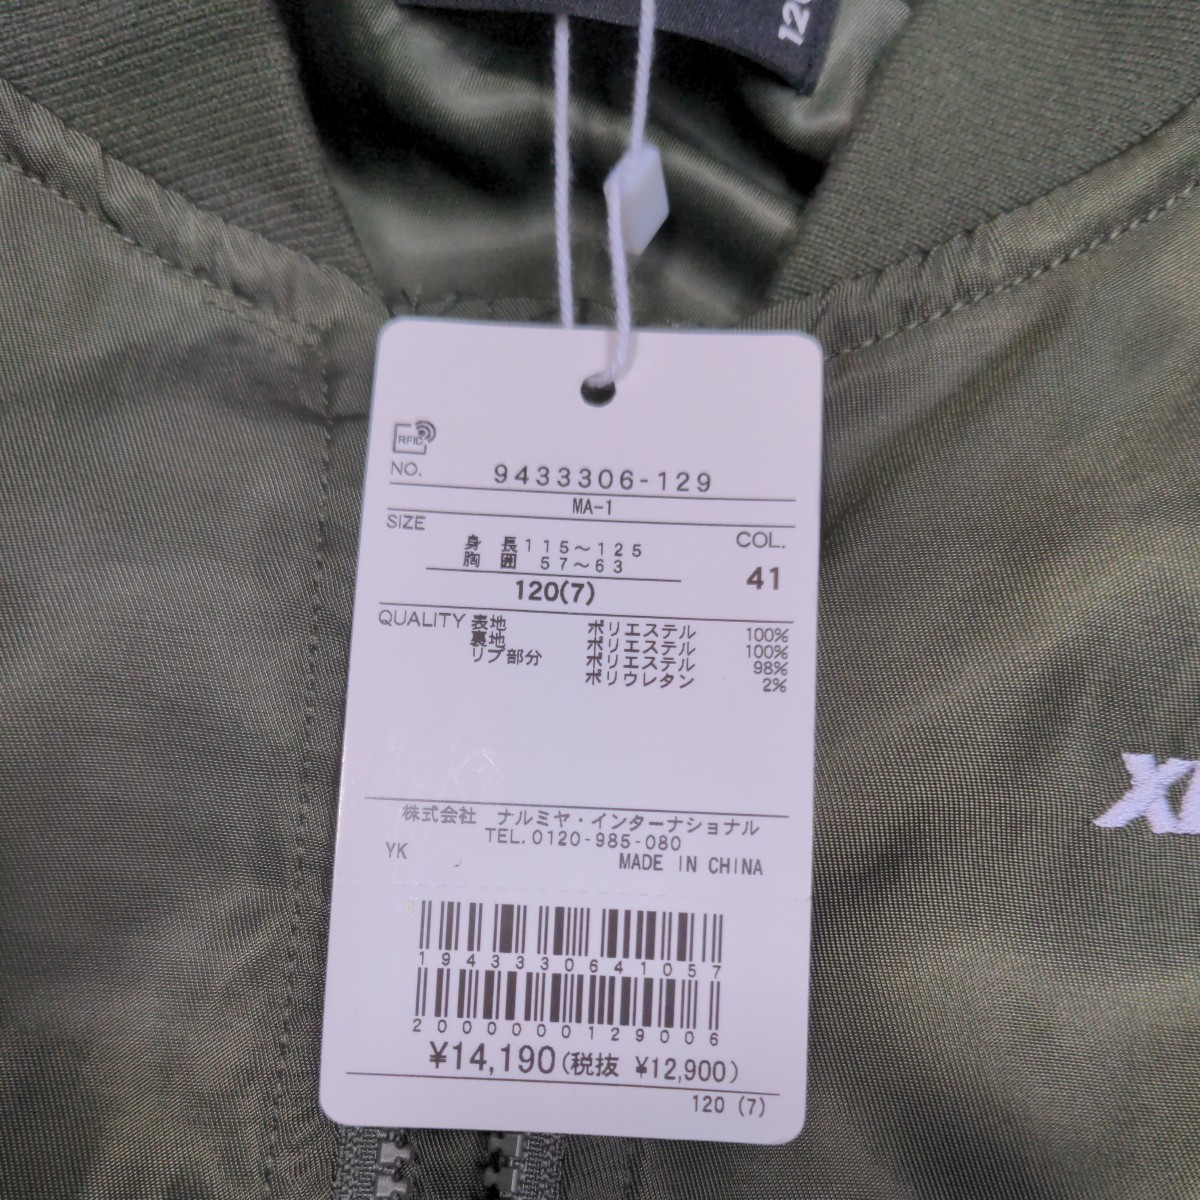 120
RFID
NO. 9433306-129
MA-1
SIZE
COL.
身 長 115～125
胸 囲 57～63
120(7)
41
QUALITY 表地 ポリエステル 100%
裏地 ポリエステル 100%
リブ部分 ポリエステル 98%
ポリウレタン 2%
株式会社 ナルミヤ・インターナショナル
TEL.0120-985-080
YK
MADE IN CHINA
1943330641057
2000000129006
¥14,190(税抜 ¥12,900)
120 (7)